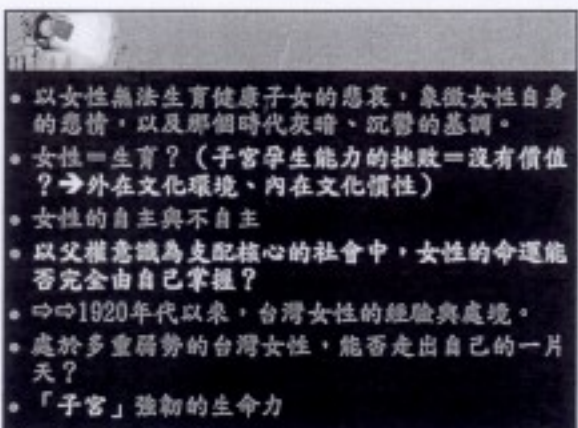 • 以女性無法生育健康子女的悲哀，象徵女性自身
的悲情，以及那個時代灰暗、沉鬱的基調。
• 女性＝生育？（子宮孕生能力的挫敗＝沒有價值
？➔外在文化環境、內在文化慣性）
• 女性的自主與不自主
• 以父權意識為支配核心的社會中，女性的命運能
否完全由自己掌握？
• ⇨⇨1920年代以來，台灣女性的經驗與處境。
• 處於多重弱勢的台灣女性，能否走出自己的一片
天？
• 「子宮」強韌的生命力